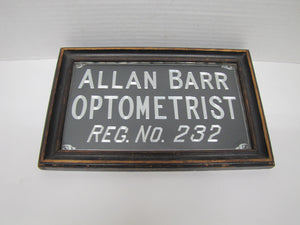 ALLAN BARR
OPTOMETRIST
REG. NO. 232